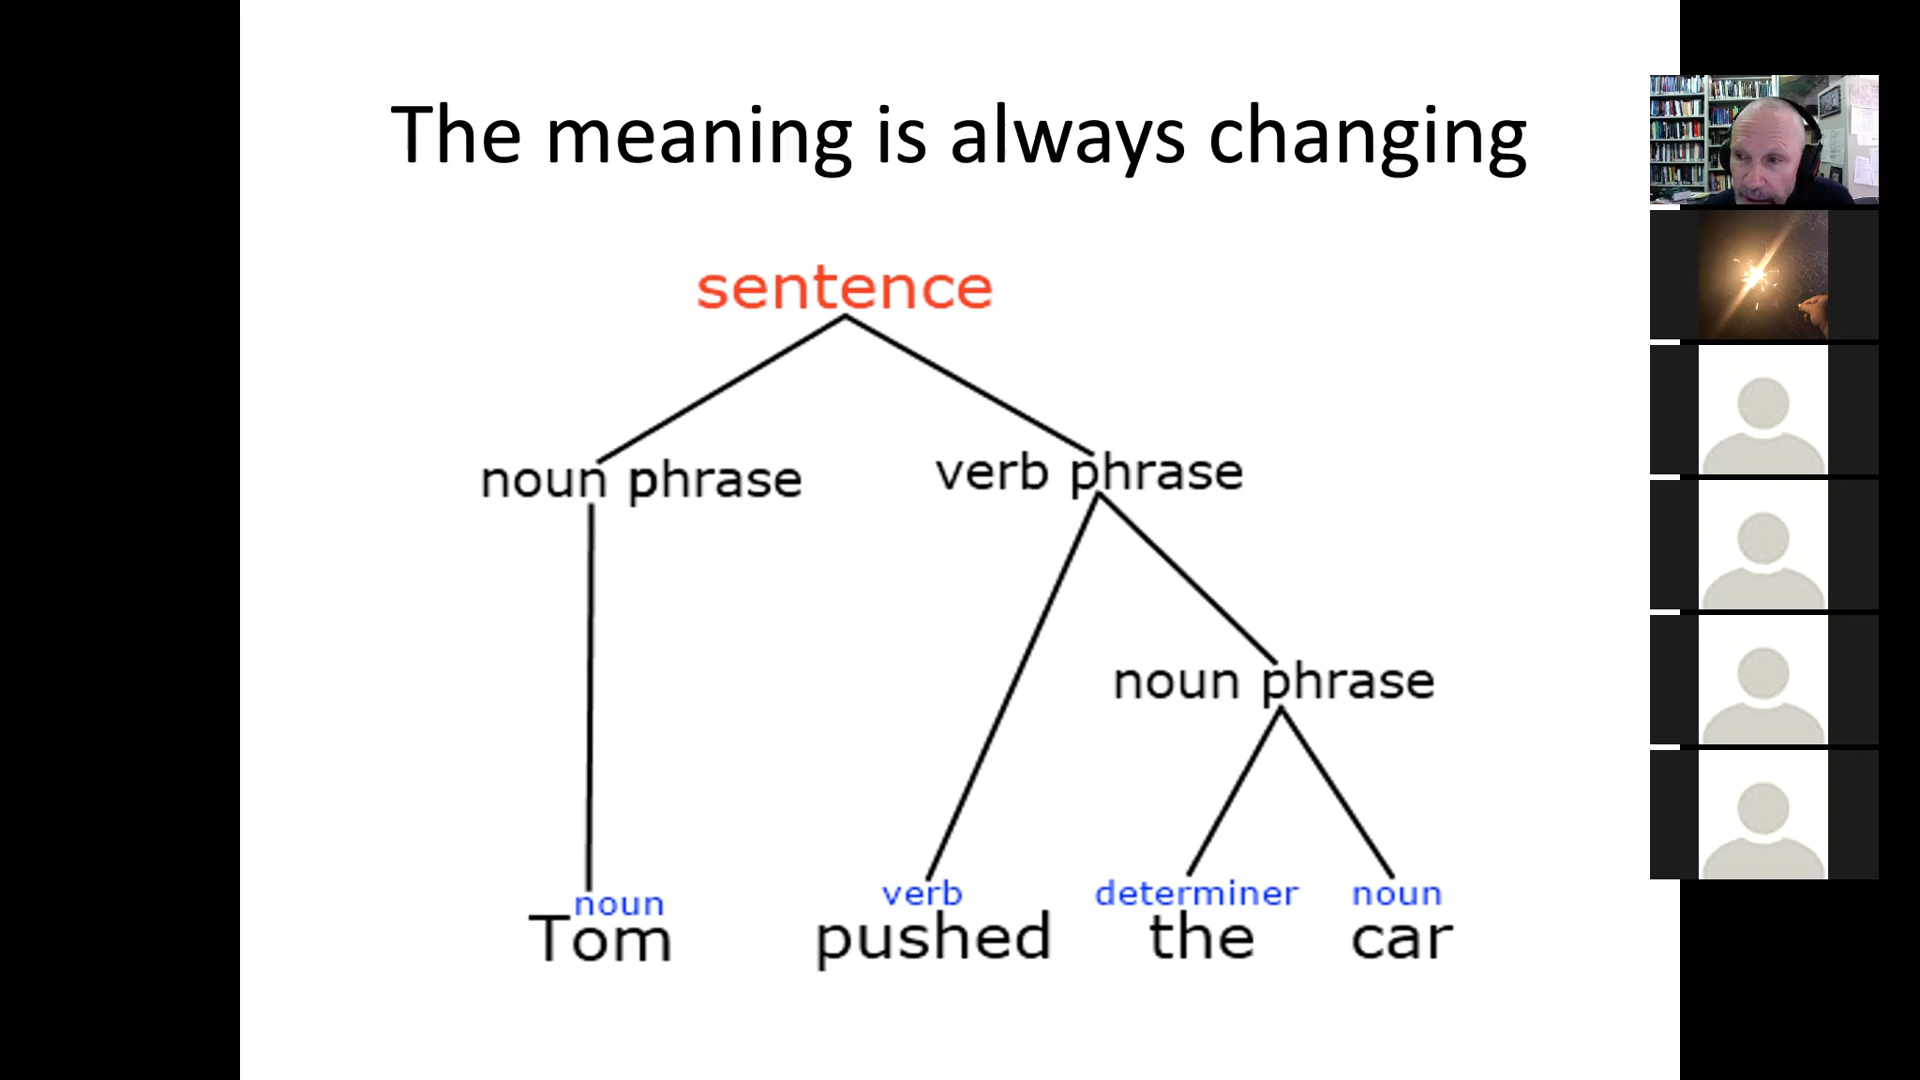 The meaning is always changing
sentence
noun phrase verb phrase
noun phrase
noun verb determiner noun
Tom pushed the car